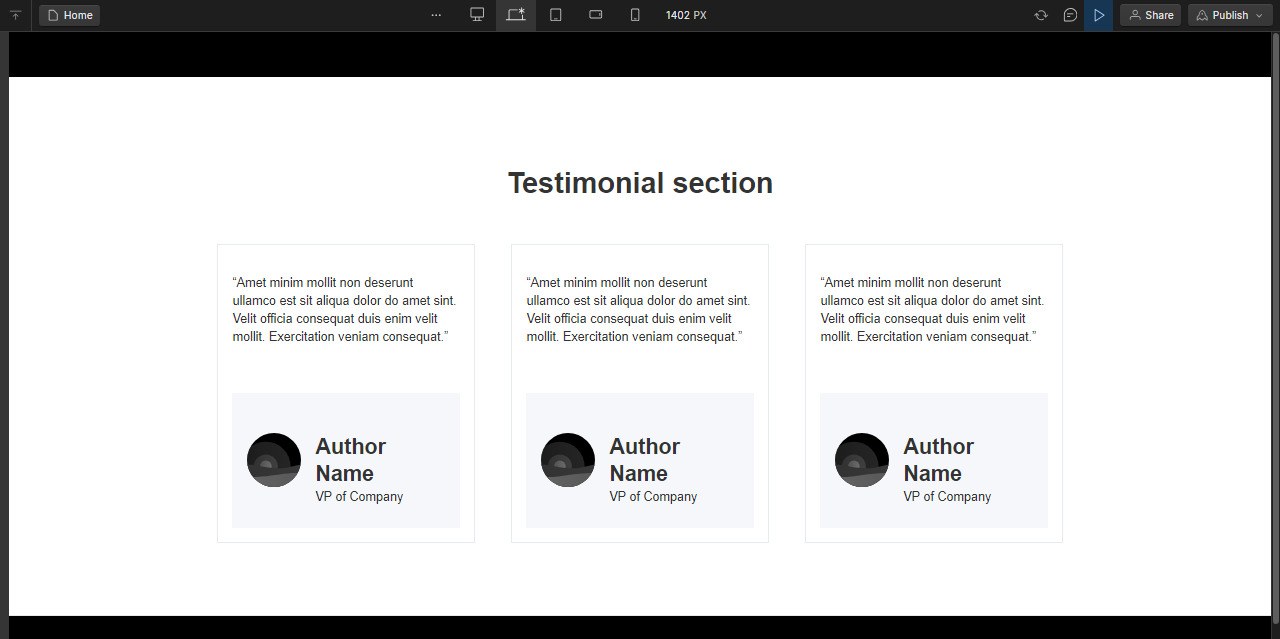 Home
1402 PX
Share
Publish
Testimonial section
“Amet minim mollit non deserunt
ullamco est sit aliqua dolor do amet sint.
Velit officia consequat duis enim velit
mollit. Exercitation veniam consequat.”
Author
Name
VP of Company
“Amet minim mollit non deserunt
ullamco est sit aliqua dolor do amet sint.
Velit officia consequat duis enim velit
mollit. Exercitation veniam consequat.”
Author
Name
VP of Company
“Amet minim mollit non deserunt
ullamco est sit aliqua dolor do amet sint.
Velit officia consequat duis enim velit
mollit. Exercitation veniam consequat.”
Author
Name
VP of Company